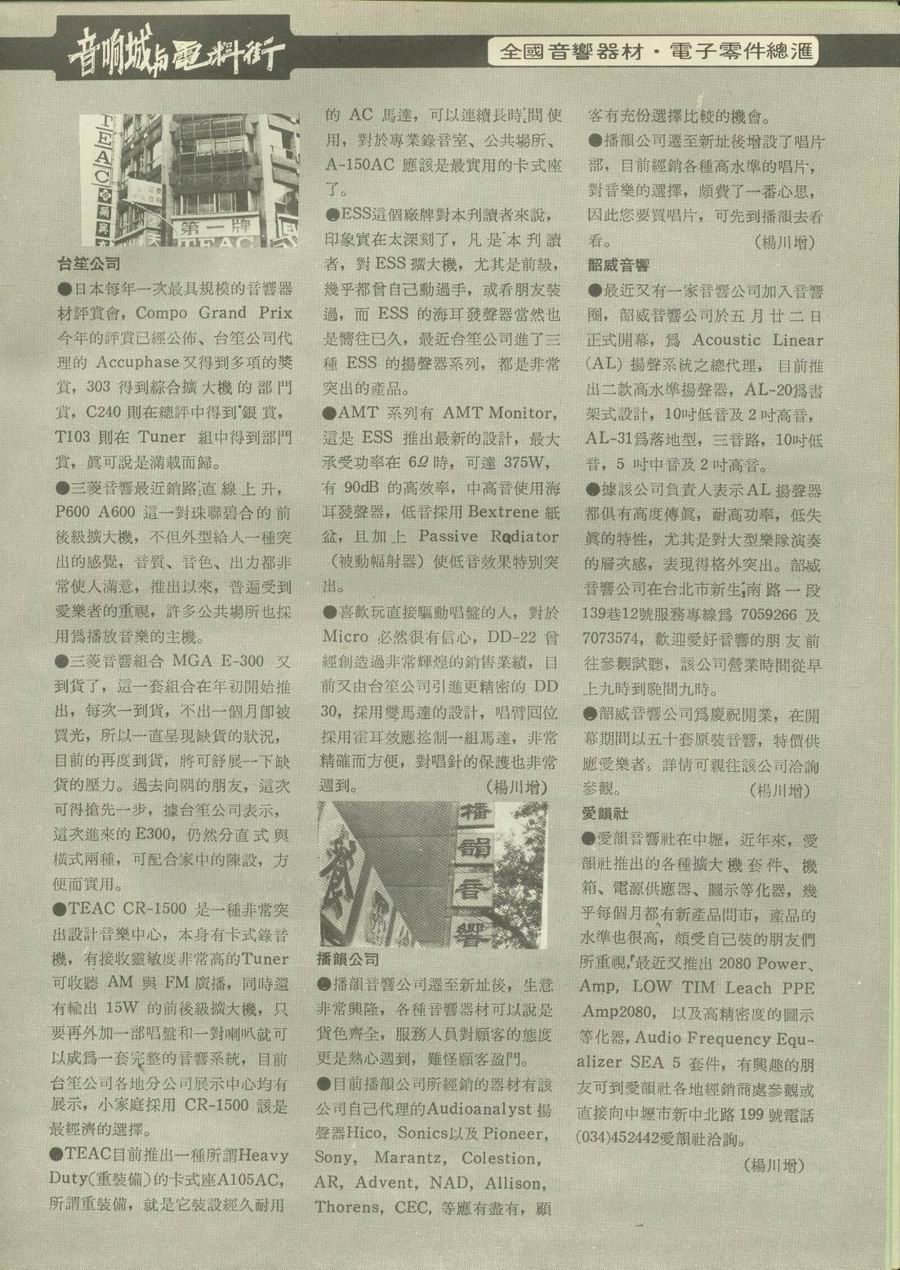 音响城与電料街
全國音響器材・電子零件總滙
TEAC
第一牌
TEAC
台笙公司
●日本每年一次最具規模的音響器
材評賞會，Compo Grand Prix
今年的評賞已經公佈、台笙公司代
理的 Accuphase又得到多項的獎
賞，303 得到綜合擴大機的部門
賞，C240 則在總評中得到銀賞，
T103 則在 Tuner 組中得到部門
賞，眞可說是滿載而歸。
●三菱音響最近銷路直線上升，
P600 A600 這一對珠聯碧合的前
後級擴大機，不但外型給人一種突
出的感覺，音質、音色、出力都非
常使人滿意，推出以來，普遍受到
愛樂者的重視，許多公共場所也採
用爲播放音樂的主機。
●三菱音響組合 MGA E-300 又
到貨了，這一套組合在年初開始推
出，每次一到貨，不出一個月卽被
買光，所以一直呈現缺貨的狀況，
目前的再度到貨，將可舒展一下缺
貨的壓力。過去向隅的朋友，這次
可得搶先一步，據台笙公司表示，
這次進來的 E300，仍然分直式與
橫式兩種，可配合家中的陳設，方
便而實用。
●TEAC CR-1500 是一種非常突
出設計音樂中心，本身有卡式錄音
機，有接收靈敏度非常高的Tuner
可收聽 AM 與 FM 廣播，同時還
有輸出 15W 的前後級擴大機，只
要再外加一部唱盤和一對喇叭就可
以成爲一套完整的音響系統，目前
台笙公司各地分公司展示中心均有
展示，小家庭採用 CR-1500 該是
最經濟的選擇。
●TEAC目前推出一種所謂Heavy
Duty(重裝備)的卡式座A105AC，
所謂重裝備，就是它裝設經久耐用
的 AC 馬達，可以連續長時間使
用，對於專業錄音室、公共場所、
A-150AC 應該是最實用的卡式座
了。
●ESS這個廠牌對本刋讀者來說，
印象實在太深刻了，凡是本刋讀
者，對 ESS 擴大機，尤其是前級，
幾乎都曾自己動過手，或看朋友裝
過，而 ESS 的海耳發聲器當然也
是嚮往已久，最近台笙公司進了三
種 ESS 的揚聲器系列，都是非常
突出的產品。
●AMT 系列有 AMT Monitor，
這是 ESS 推出最新的設計，最大
承受功率在 6Ω 時，可達 375W，
有 90dB 的高效率，中高音使用海
耳發聲器，低音採用 Bextrene 紙
盆，且加上 Passive Radiator
（被動幅射器）使低音效果特別突
出。
●喜歡玩直接驅動唱盤的人，對於
Micro 必然很有信心，DD-22 曾
經創造過非常輝煌的銷售業績，目
前又由台笙公司引進更精密的 DD
30，採用雙馬達的設計，唱臂回位
採用霍耳效應控制一組馬達，非常
精確而方便，對唱針的保護也非常
週到。 （楊川增）
播韻音響
播韻公司
●播韻音響公司遷至新址後，生意
非常興隆，各種音響器材可以說是
貨色齊全，服務人員對顧客的態度
更是熱心週到，難怪顧客盈門。
●目前播韻公司所經銷的器材有該
公司自己代理的Audioanalyst 揚
聲器Hico，Sonics以及Pioneer，
Sony， Marantz， Colestion，
AR，Advent，NAD，Allison，
Thorens，CEC，等應有盡有，顧
客有充份選擇比較的機會。
●播韻公司遷至新址後增設了唱片
部，目前經銷各種高水準的唱片，
對音樂的選擇，頗費了一番心思，
因此您要買唱片，可先到播韻去看
看。 （楊川增）
韶威音響
●最近又有一家音響公司加入音響
圈，韶威音響公司於五月廿二日
正式開幕，爲 Acoustic Linear
(AL) 揚聲系統之總代理，目前推
出二款高水準揚聲器，AL-20爲書
架式設計，10吋低音及2吋高音，
AL-31爲落地型，三音路，10吋低
音，5 吋中音及2吋高音。
●據該公司負責人表示AL揚聲器
都俱有高度傳眞，耐高功率，低失
眞的特性，尤其是對大型樂隊演奏
的層次感，表現得格外突出。韶威
音響公司在台北市新生南路一段
139巷12號服務專線爲 7059266 及
7073574，歡迎愛好音響的朋友前
往參觀試聽，該公司營業時間從早
上九時到晚間九時。
●韶威音響公司爲慶祝開業，在開
幕期間以五十套原裝音響，特價供
應愛樂者。詳情可親往該公司洽詢
參觀。 （楊川增）
愛韻社
●愛韻音響社在中壢，近年來，愛
韻社推出的各種擴大機套件、機
箱、電源供應器、圖示等化器，幾
乎每個月都有新產品問市，產品的
水準也很高，頗受自己裝的朋友們
所重視，最近又推出 2080 Power、
Amp，LOW TIM Leach PPE
Amp2080， 以及高精密度的圖示
等化器，Audio Frequency Equ-
alizer SEA 5 套件，有興趣的朋
友可到愛韻社各地經銷商處參觀或
直接向中壢市新中北路 199 號電話
(034)452442愛韻社洽詢。
（楊川增）